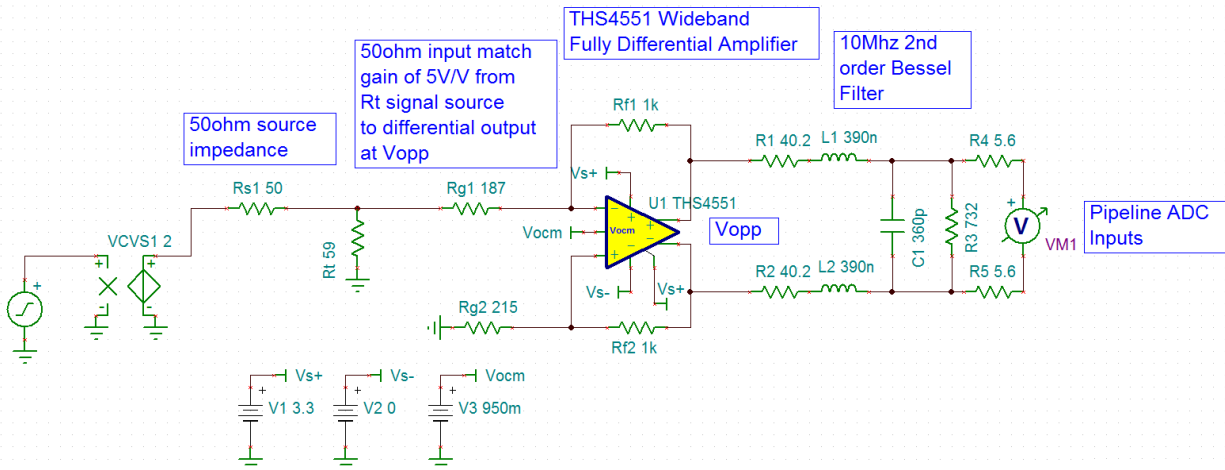 THS4551 Wideband
Fully Differential Amplifier
10Mhz 2nd
order Bessel
Filter
50ohm input match
gain of 5V/V from
Rt signal source
to differential output
at Vopp
50ohm source
impedance
Rf1 1k
R1 40.2
L1 390n
R4 5.6
Vs+
Rs1 50
Rg1 187
U1 THS4551
Vocm
Vocm
Vopp
Rt 59
C1 360p
R3 732
V
VM1
Pipeline ADC
Inputs
VCVS1 2
R2 40.2
L2 390n
R5 5.6
Vs-
Vs+
Rg2 215
Rf2 1k
Vs+
Vs-
Vocm
V1 3.3
V2 0
V3 950m